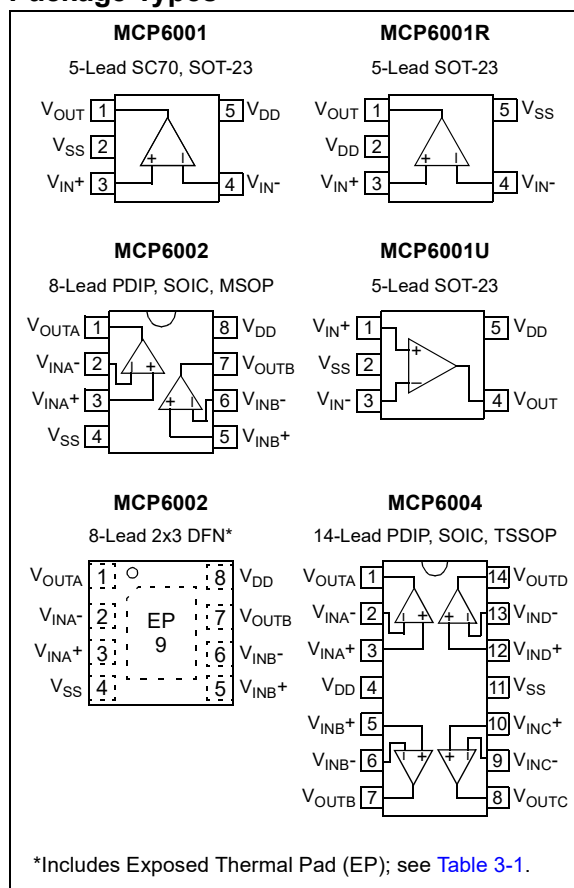 MCP6001
5-Lead SC70, SOT-23
VOUT 1
5 VDD
VSS 2
VIN+ 3
4 VIN-
MCP6001R
5-Lead SOT-23
VOUT 1
5 VSS
VDD 2
VIN+ 3
4 VIN-
MCP6002
8-Lead PDIP, SOIC, MSOP
VOUTA 1
8 VDD
VINA- 2
7 VOUTB
VINA+ 3
6 VINB-
VSS 4
5 VINB+
MCP6001U
5-Lead SOT-23
VIN+ 1
5 VDD
VSS 2
VIN- 3
4 VOUT
MCP6002
8-Lead 2x3 DFN*
VOUTA 1
8 VDD
VINA- 2
EP
9
7 VOUTB
VINA+ 3
6 VINB-
VSS 4
5 VINB+
MCP6004
14-Lead PDIP, SOIC, TSSOP
VOUTA 1
14 VOUTD
VINA- 2
13 VIND-
VINA+ 3
12 VIND+
VDD 4
11 VSS
VINB+ 5
10 VINC+
VINB- 6
9 VINC-
VOUTB 7
8 VOUTC
*Includes Exposed Thermal Pad (EP); see Table 3-1.